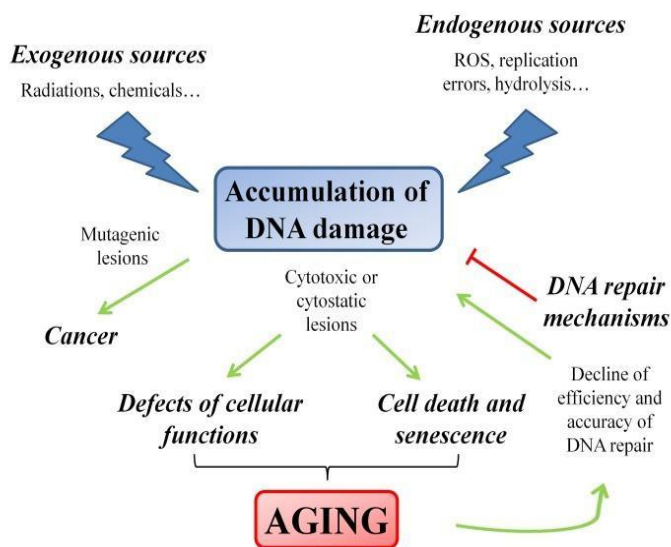 Exogenous sources
Radiations, chemicals…
Endogenous sources
ROS, replication
errors, hydrolysis…
Accumulation of
DNA damage
Mutagenic
lesions
Cancer
Cytotoxic or
cytostatic
lesions
DNA repair
mechanisms
Defects of cellular
functions
Cell death and
senescence
Decline of
efficiency and
accuracy of
DNA repair
AGING